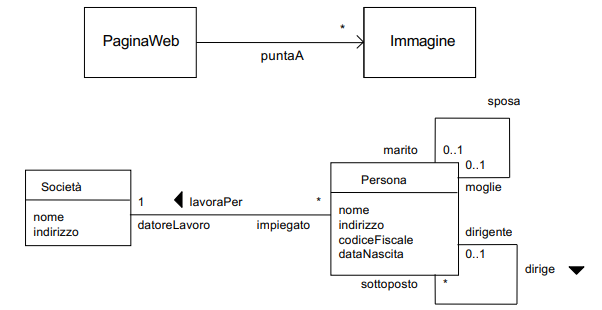 PaginaWeb
*
Immagine
puntaA
sposa
marito
0..1
0..1
moglie
Società
nome
indirizzo
1
lavoraPer
*
datoreLavoro
impiegato
Persona
nome
indirizzo
codiceFiscale
dataNascita
dirigente
0..1
dirige
sottoposto
*